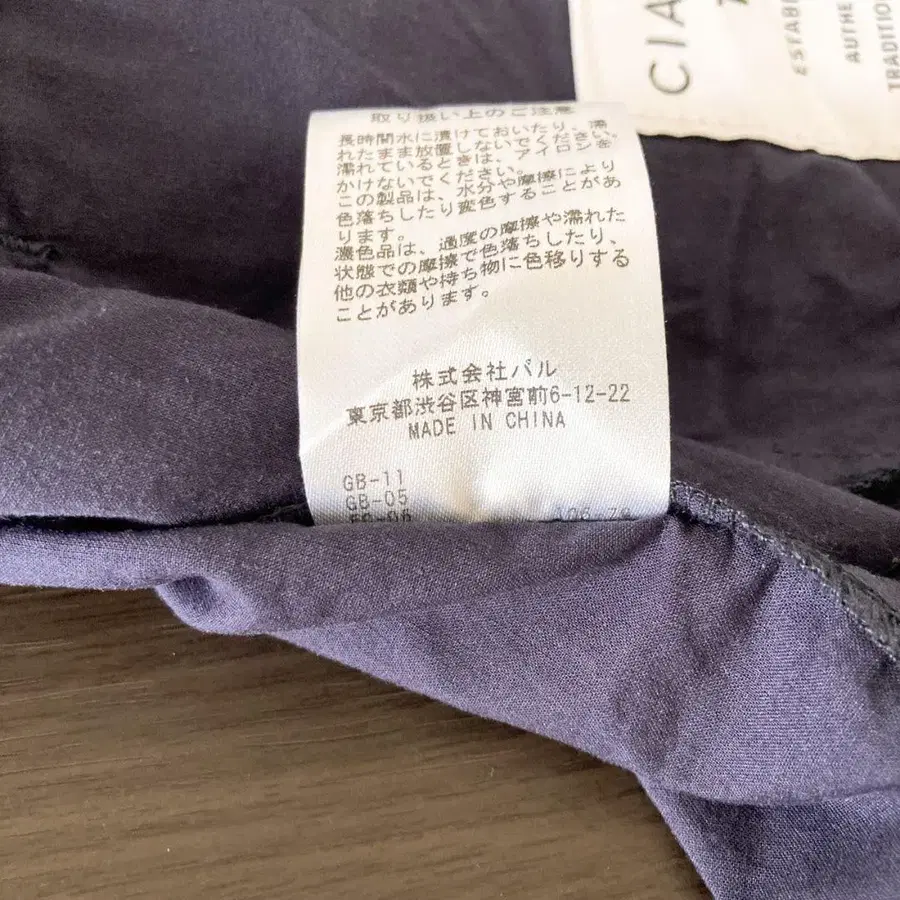 取り扱い上のご注意
長時間水に漬けておいたり、濡
れたまま放置しないでください。
濡れているときは、アイロンを
かけないでください。
この製品は、水分や摩擦により
色落ちしたり変色することがあ
ります。
濃色品は、過度の摩擦や濡れた
状態での摩擦で色落ちしたり、
他の衣類や持ち物に色移りする
ことがあります。
株式会社パル
東京都渋谷区神宮前6-12-22
MADE IN CHINA
GB-11
GB-05
CIA
ESTAB
AUTHE
TRADITION